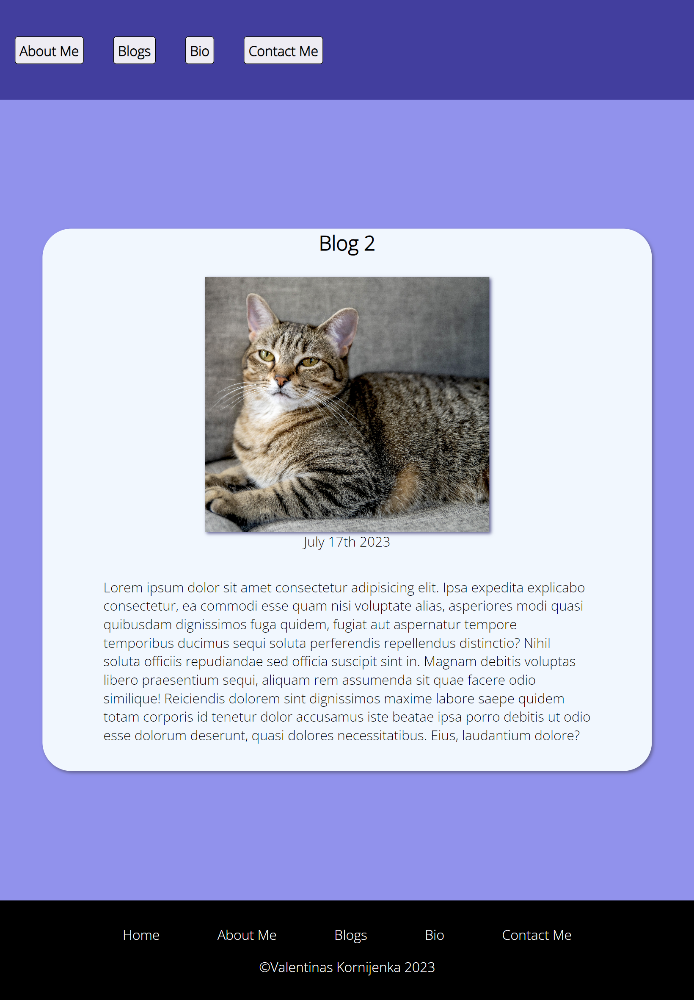 About Me
Blogs
Bio
Contact Me
Blog 2
July 17th 2023
Lorem ipsum dolor sit amet consectetur adipisicing elit. Ipsa expedita explicabo
consectetur, ea commodi esse quam nisi voluptate alias, asperiores modi quasi
quibusdam dignissimos fuga quidem, fugiat aut aspernatur tempore
temporibus ducimus sequi soluta perferendis repellendus distinctio? Nihil
soluta officiis repudiandae sed officia suscipit sint in. Magnam debitis voluptas
libero praesentium sequi, aliquam rem assumenda sit quae facere odio
similique! Reiciendis dolorem sint dignissimos maxime labore saepe quidem
totam corporis id tenetur dolor accusamus iste beatae ipsa porro debitis ut odio
esse dolorum deserunt, quasi dolores necessitatibus. Eius, laudantium dolore?
Home
About Me
Blogs
Bio
Contact Me
©Valentinas Kornijenka 2023